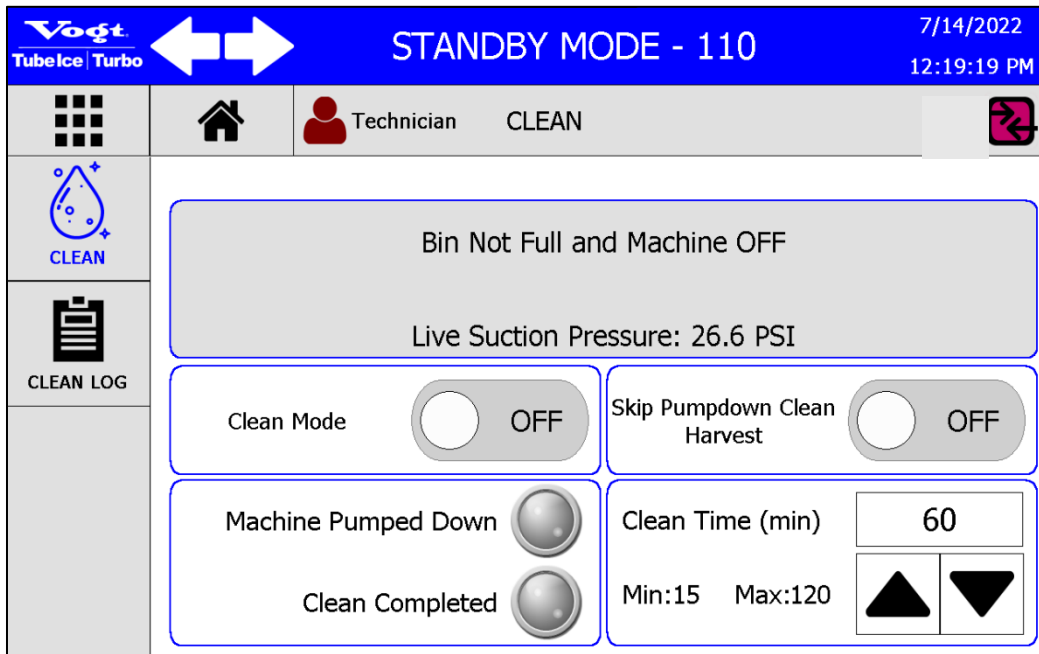 Vogt
TubeIce | Turbo
STANDBY MODE - 110
7/14/2022
12:19:19 PM
Technician
CLEAN
CLEAN
CLEAN LOG
Bin Not Full and Machine OFF
Live Suction Pressure: 26.6 PSI
Clean Mode
OFF
Skip Pumpdown Clean
Harvest
OFF
Machine Pumped Down
Clean Completed
Clean Time (min)
60
Min:15 Max:120